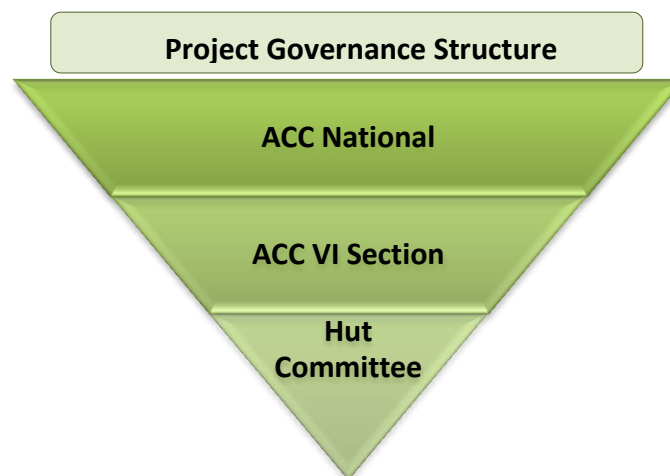 Project Governance Structure
ACC National
ACC VI Section
Hut
Committee